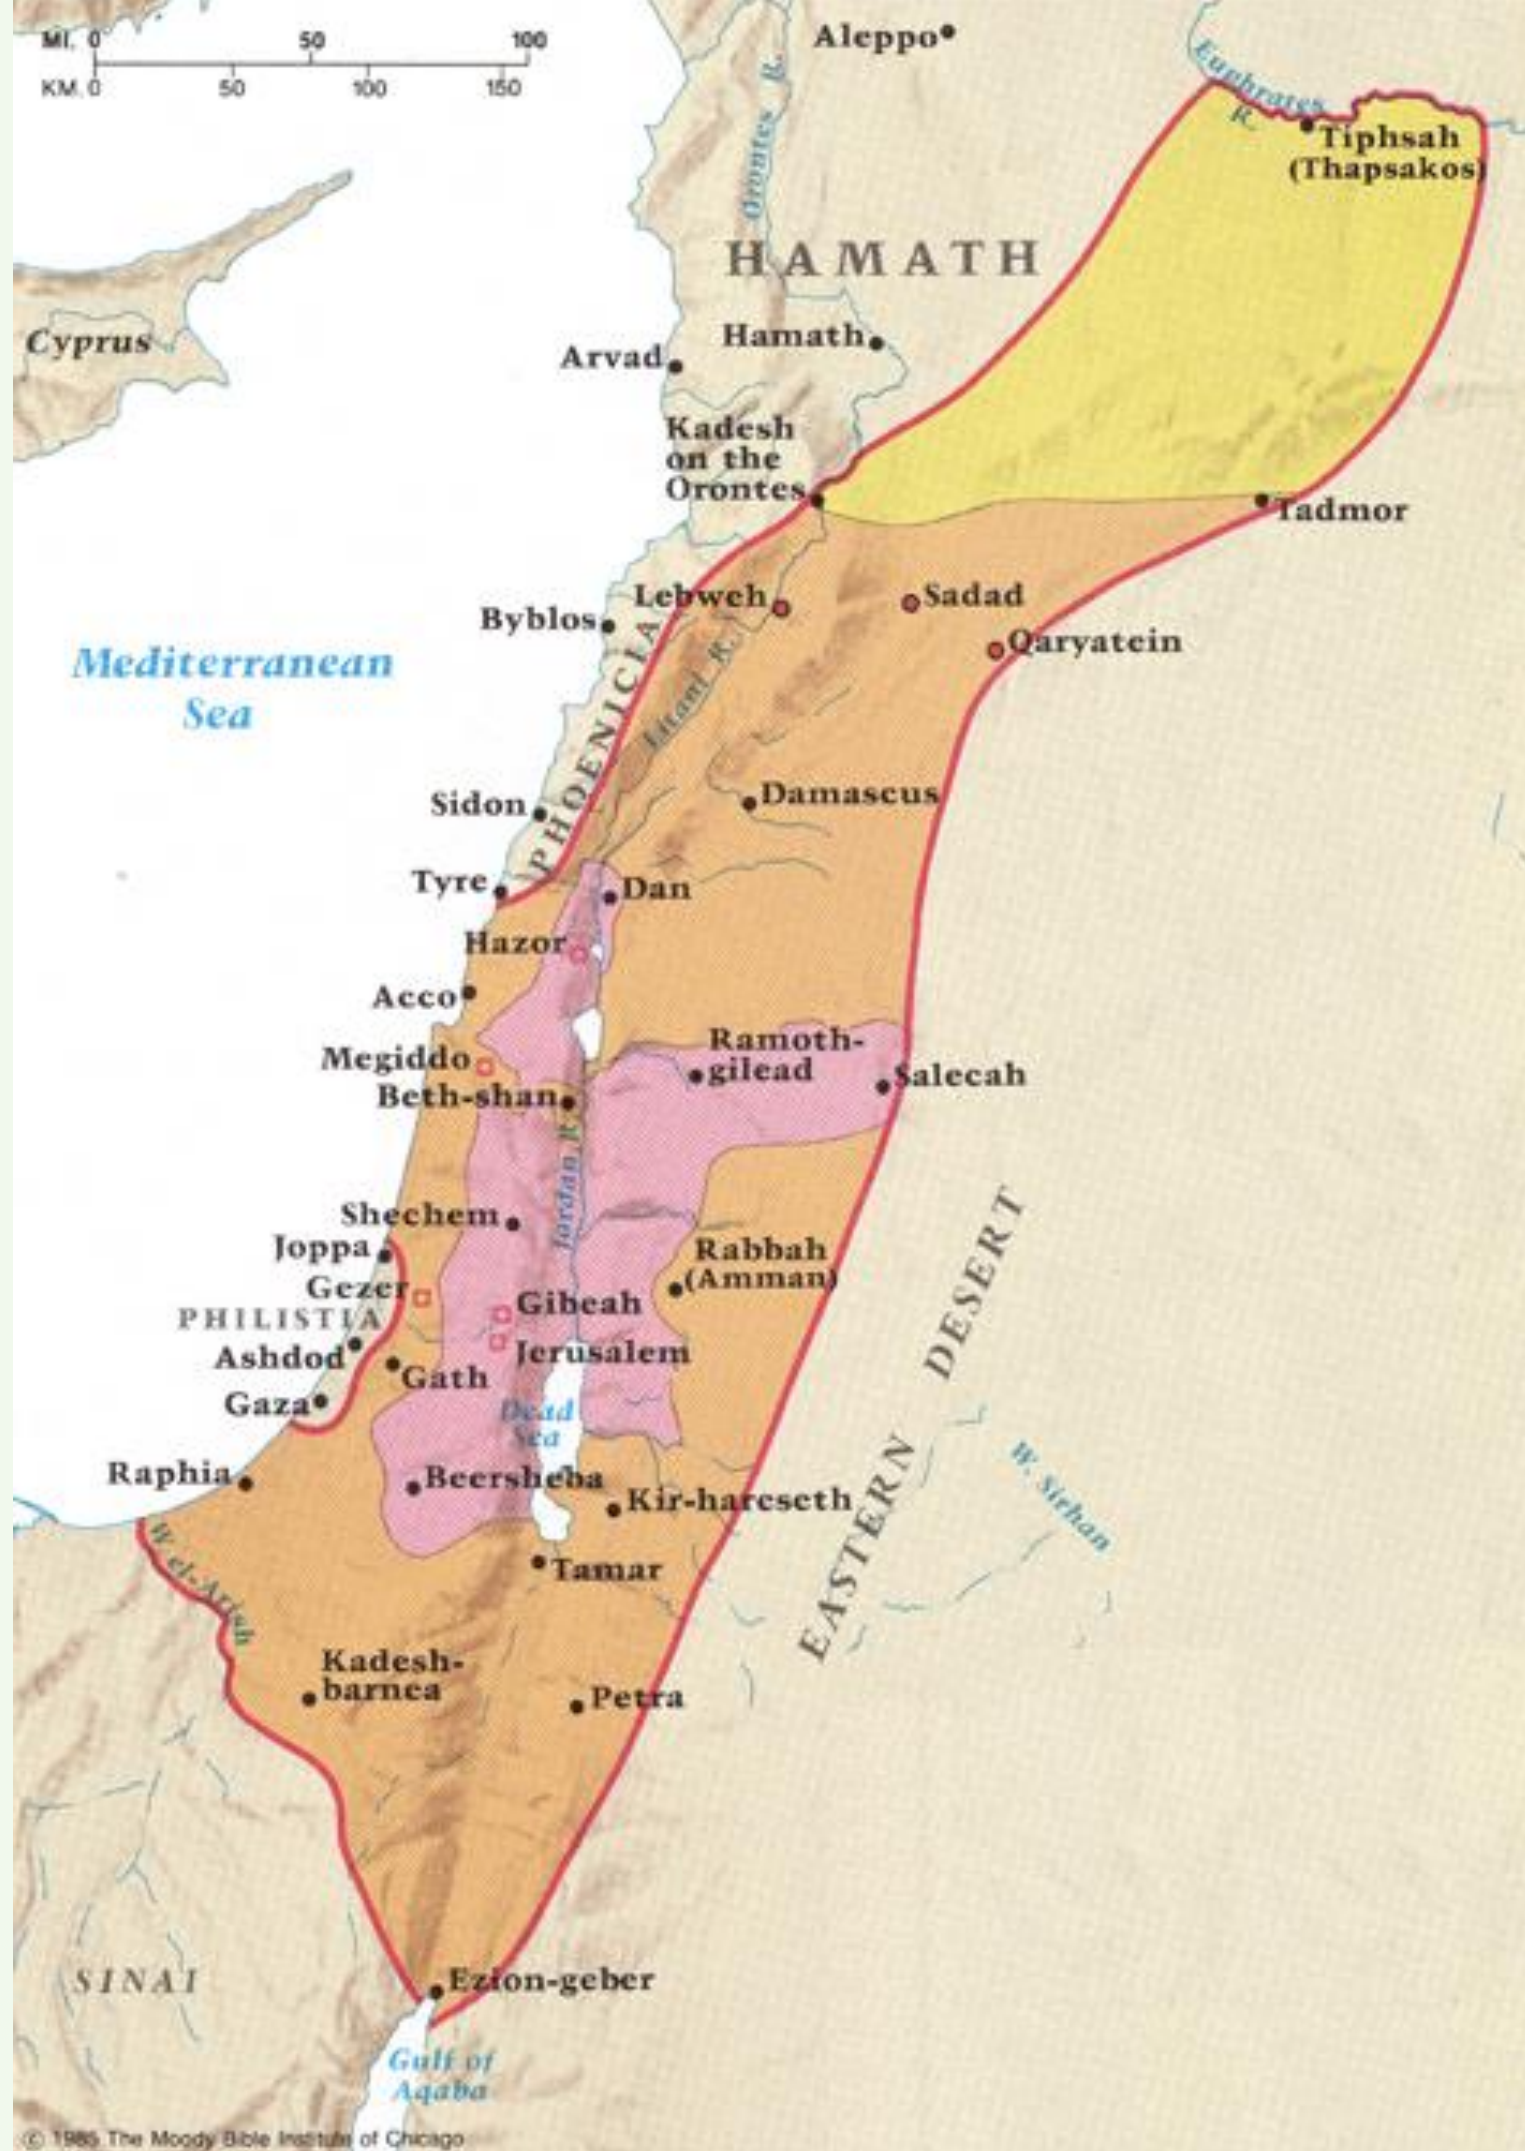 MI. 0 50 100
KM. 0 50 100 150
Aleppo
Orontes R.
Euphrates
R.
Tiphsah
(Thapsakos)
HAMATH
Hamath
Cyprus
Arvad
Kadesh
on the
Orontes
Tadmor
Lebweh
Sadad
Byblos
Qaryatein
Mediterranean
Sea
PHOENICIA
Litani R.
Sidon
Damascus
Tyre
Dan
Hazor
Acco
Ramoth-
gilead
Megiddo
Salecah
Beth-shan
Jordan R.
Shechem
Joppa
Rabbah
(Amman)
Gezer
Gibeah
PHILISTIA
Ashdod
Jerusalem
Gath
Gaza
Dead
Sea
EASTERN DESERT
Raphia
Beersheba
W. Sirhan
Kir-hareseth
W. el-Arish
Tamar
Kadesh-
barnea
Petra
SINAI
Ezion-geber
Gulf of
Aqaba
© 1985 The Moody Bible Institute of Chicago